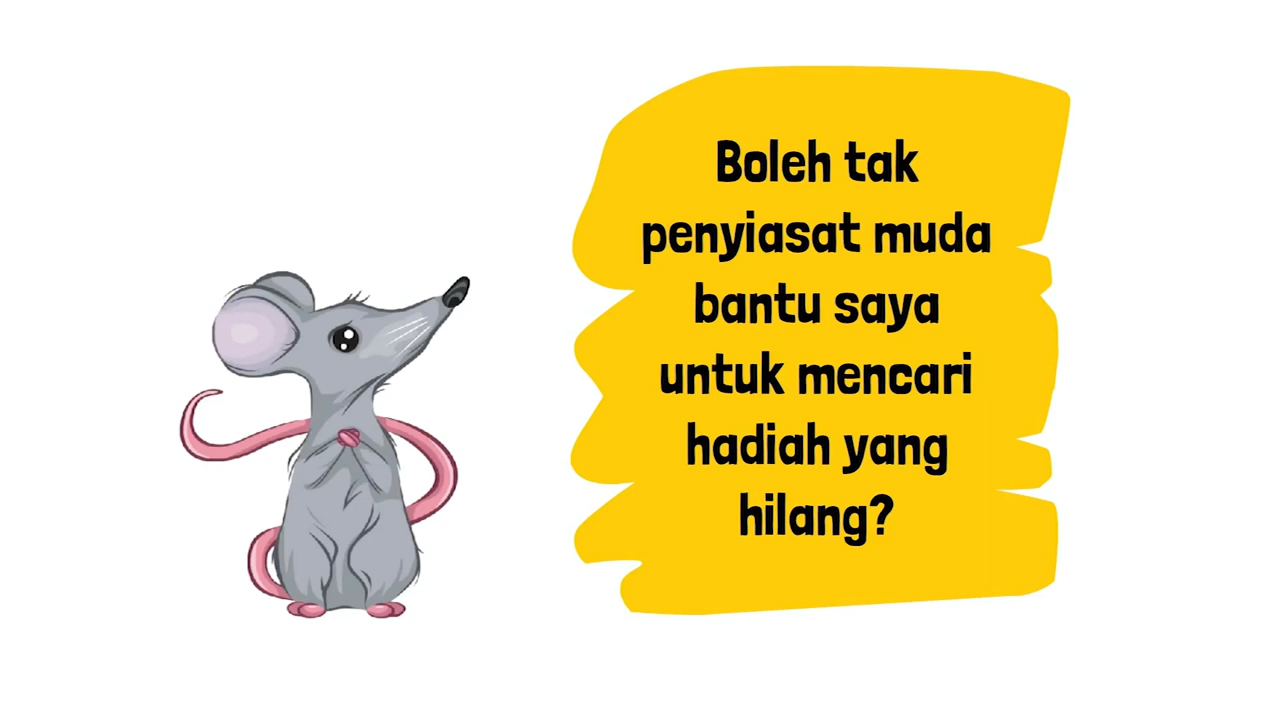 Boleh tak
penyiasat muda
bantu saya
untuk mencari
hadiah yang
hilang?